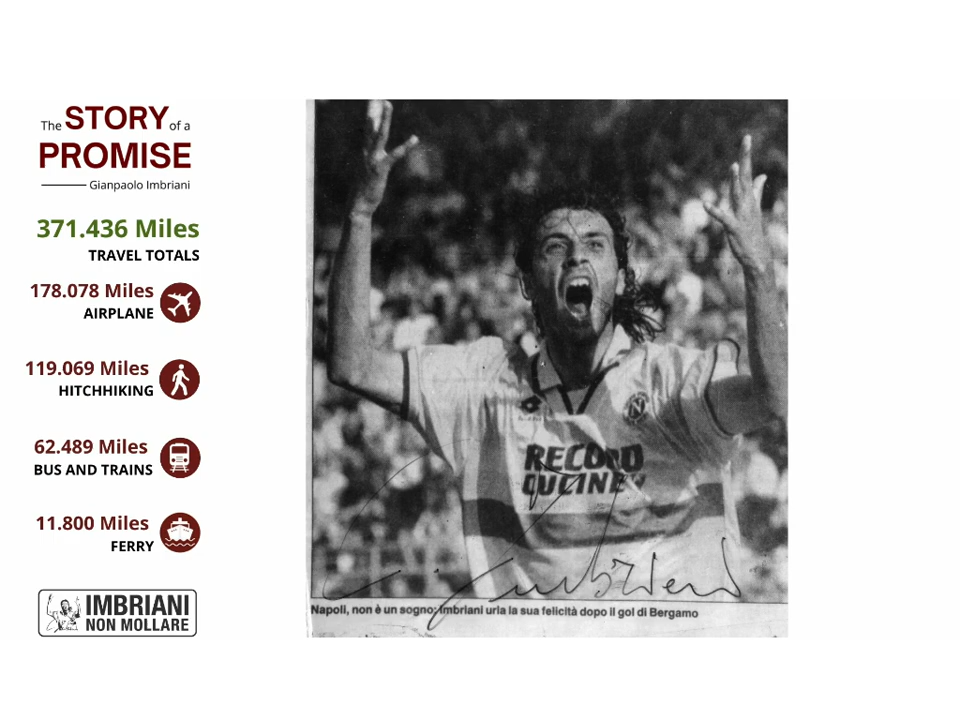 The STORY of a
PROMISE
Gianpaolo Imbriani
371.436 Miles
TRAVEL TOTALS
178.078 Miles
AIRPLANE
119.069 Miles
HITCHHIKING
62.489 Miles
BUS AND TRAINS
11.800 Miles
FERRY
IMBRIANI
NON MOLLARE
N
RECORD
CUCINE
Napoli, non è un sogno: Imbriani urla la sua felicità dopo il gol di Bergamo